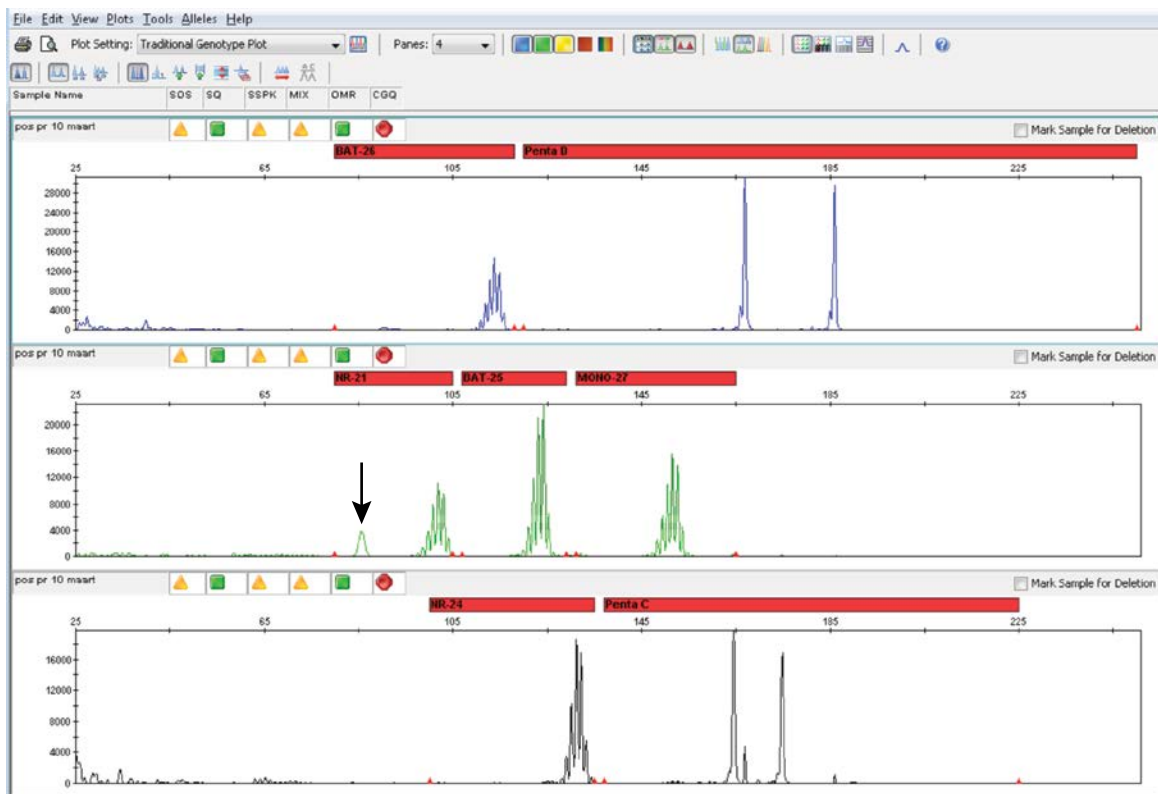 File Edit View Plots Tools Alleles Help
Plot Setting: Traditional Genotype Plot Panes: 4
Sample Name SOS SQ SSPK MIX OMR CGQ
pos pr 10 maart Mark Sample for Deletion
BAT-26 Penta D
25 65 105 145 185 225
28000
24000
20000
16000
12000
8000
4000
0
pos pr 10 maart Mark Sample for Deletion
NR-21 BAT-25 MONO-27
25 65 105 145 185 225
20000
16000
12000
8000
4000
0
pos pr 10 maart Mark Sample for Deletion
NR-24 Penta C
25 65 105 145 185 225
16000
12000
8000
4000
0